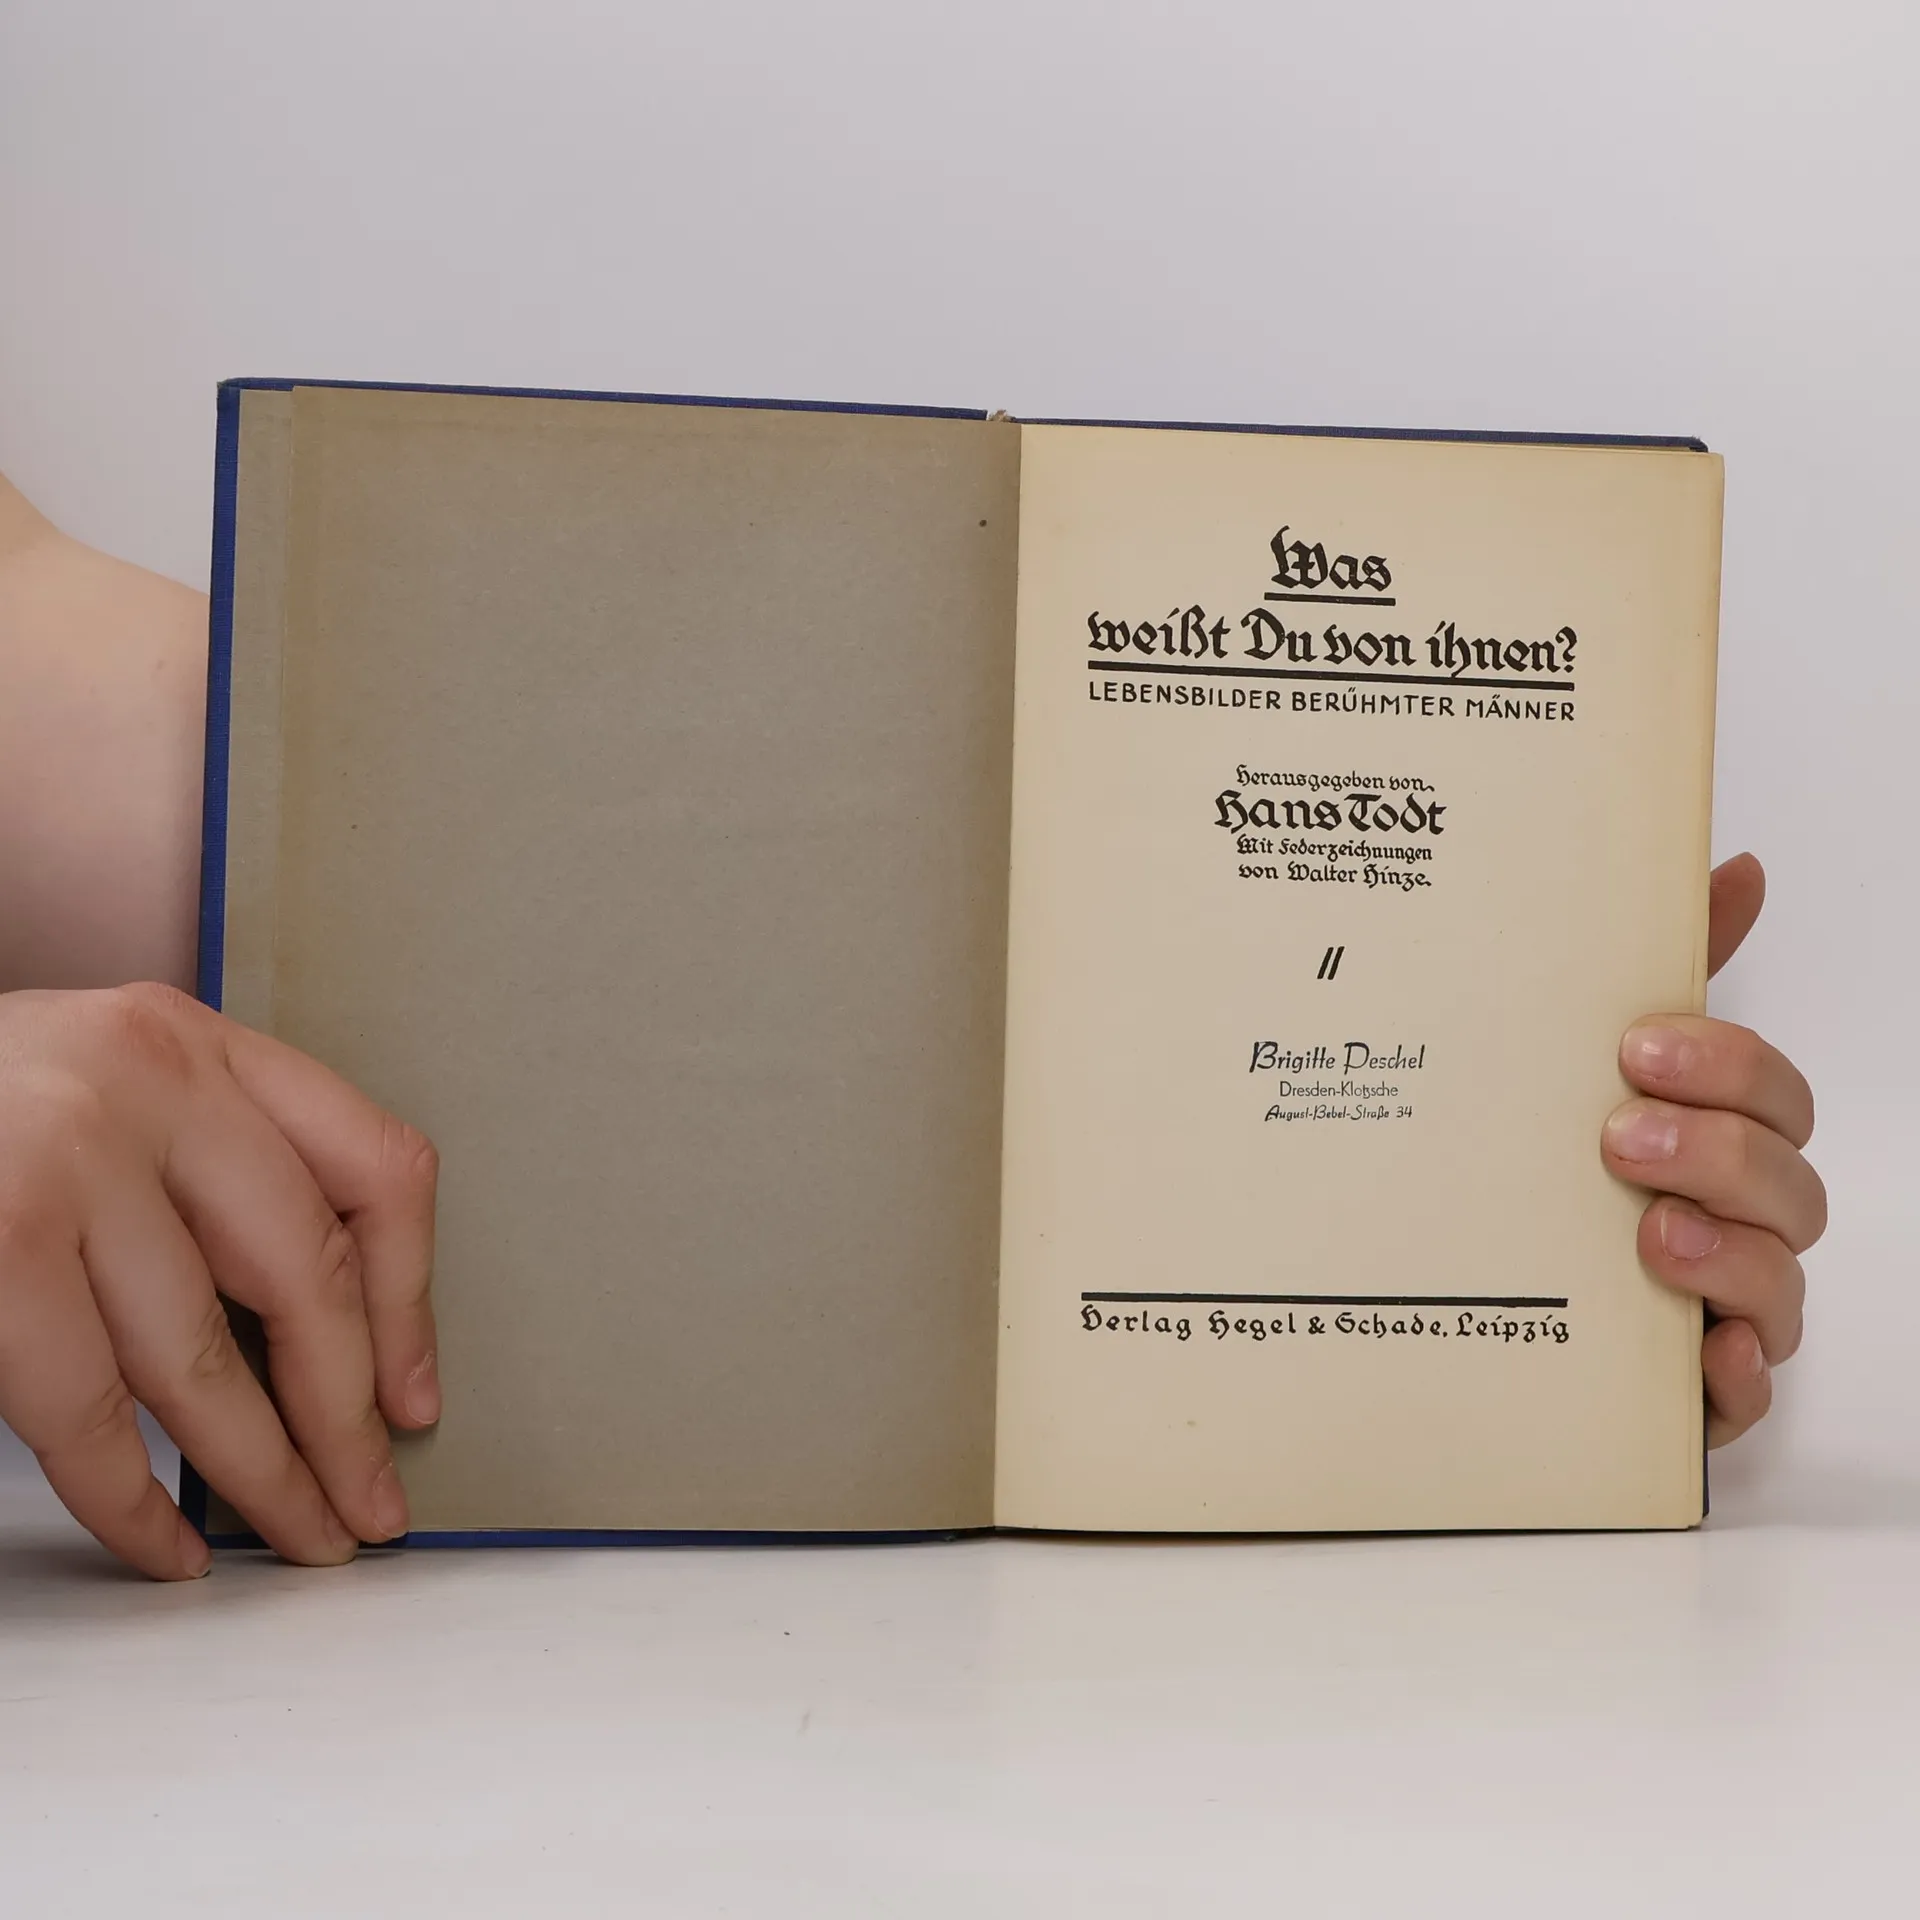 Was
weißt Du von ihnen?
LEBENSBILDER BERÜHMTER MÄNNER
Herausgegeben von
Hans Todt
Mit Federzeichnungen
von Walter Hinze.
//
Brigitte Peschel
Dresden-Klotzsche
August-Bebel-Straße 34
Verlag Hegel & Schade, Leipzig